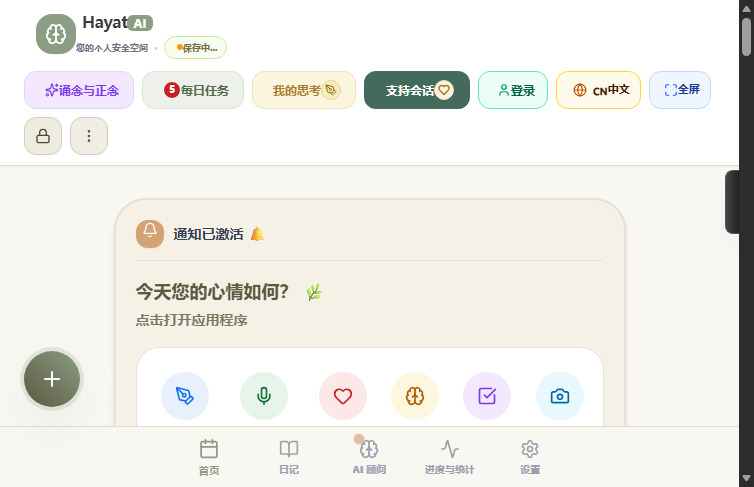 Hayat AI
您的个人安全空间 • 保存中...
诵念与正念
5 每日任务
我的思考
支持会话
登录
CN 中文
全屏
通知已激活 🔔
今天您的心情如何? 🌿
点击打开应用程序
首页
日记
AI 顾问
进度与统计
设置